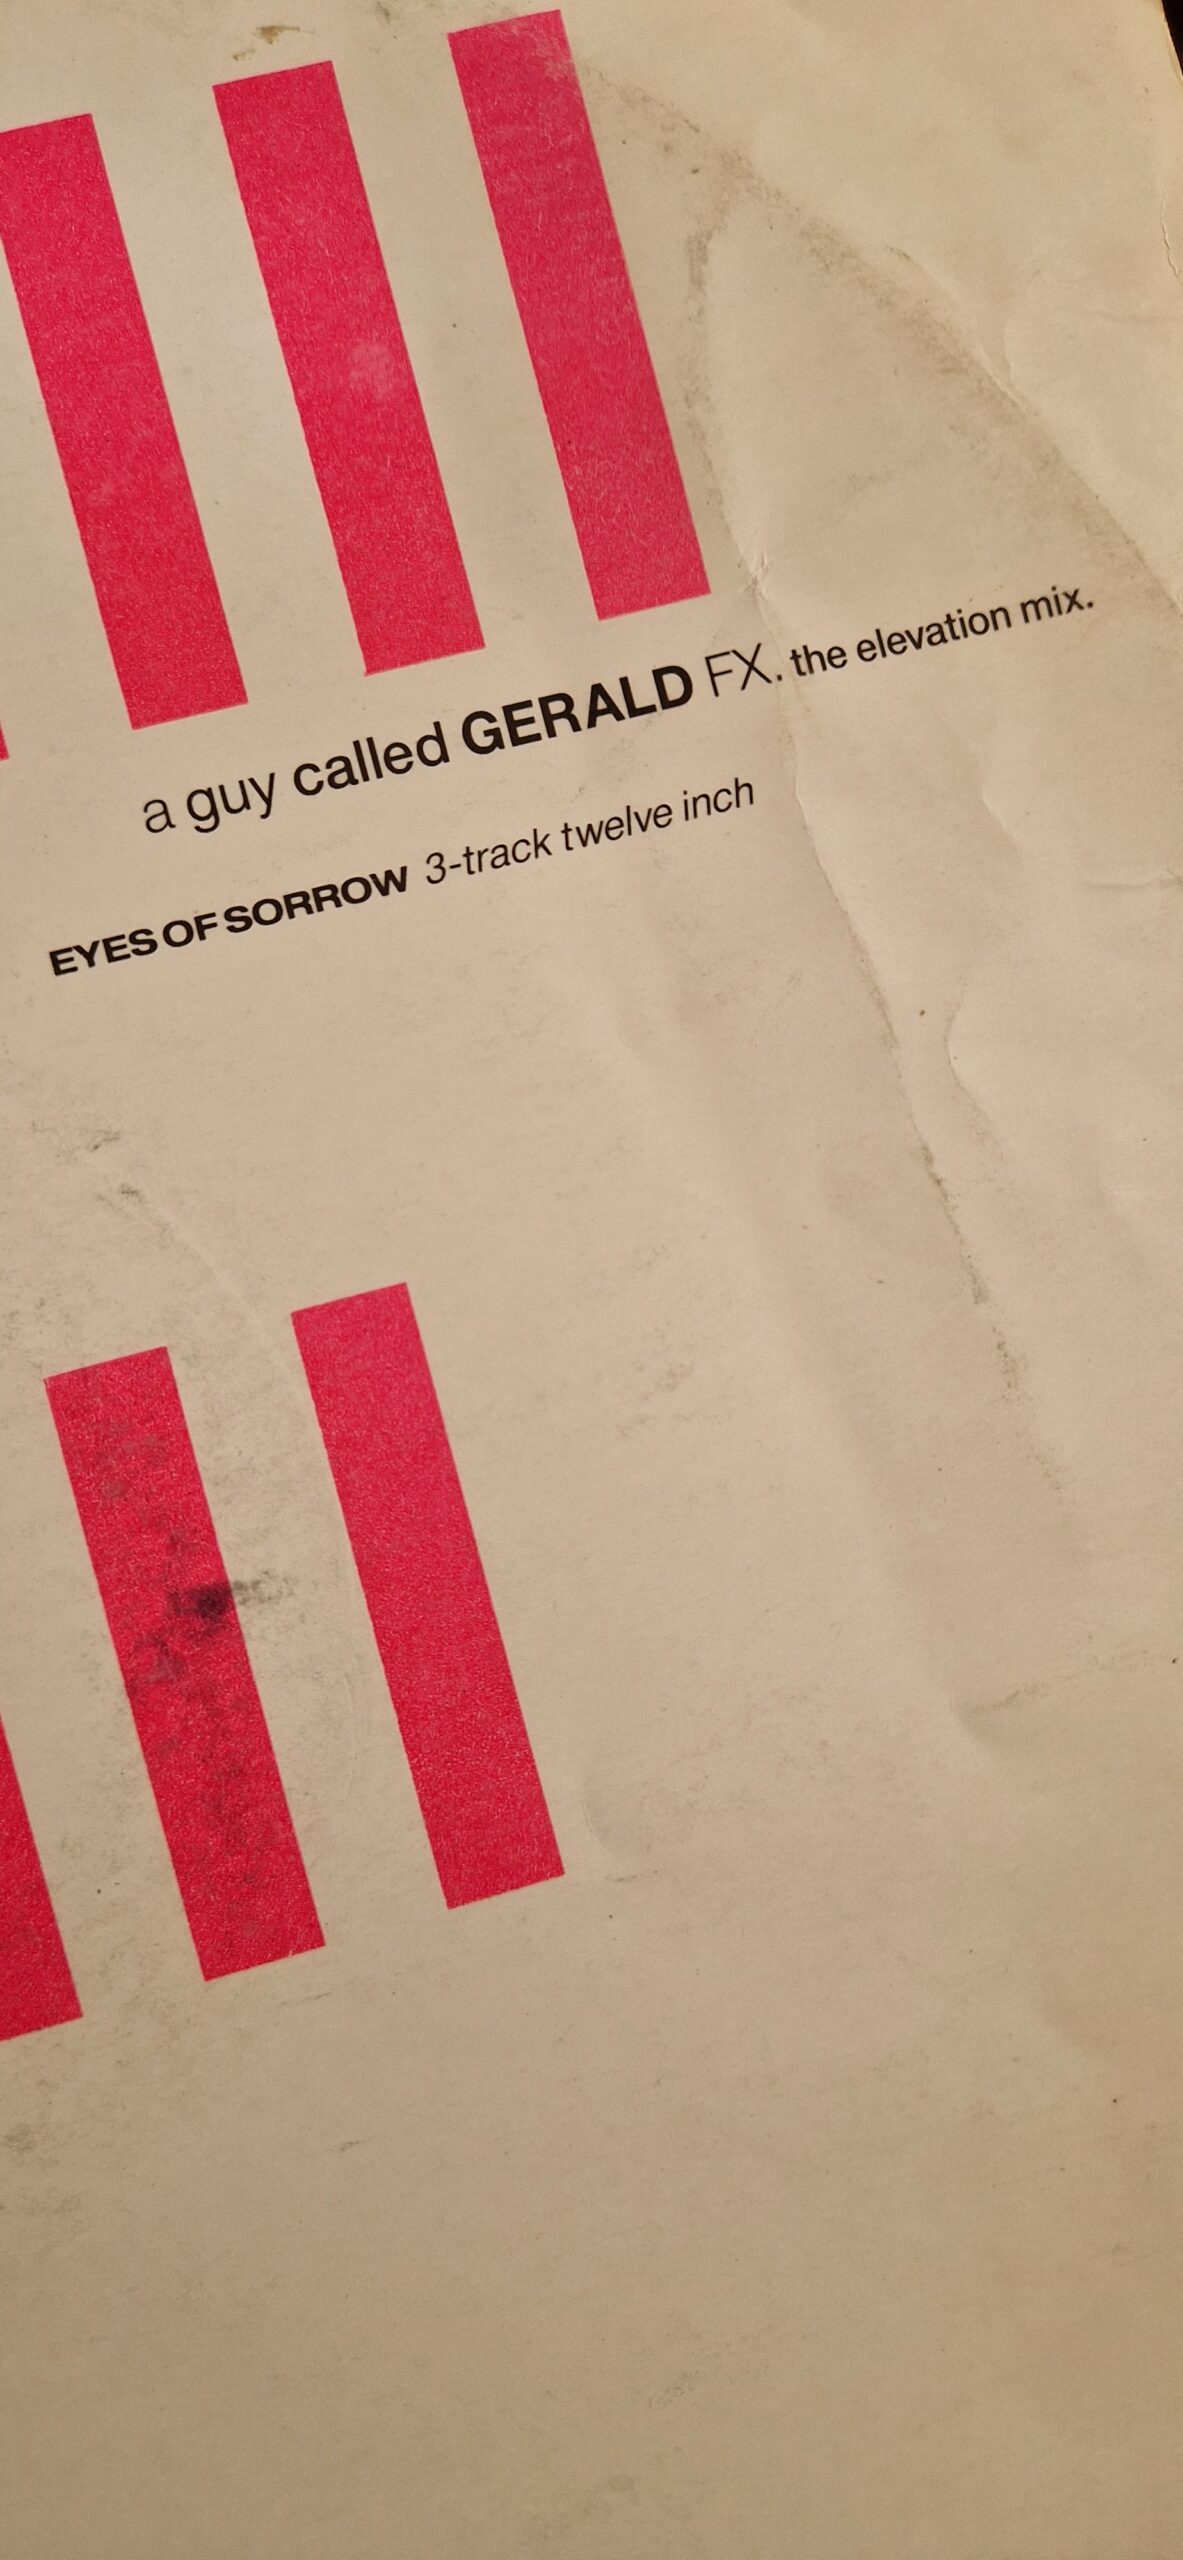 a guy called GERALD FX. the elevation mix.
EYES OF SORROW 3-track twelve inch